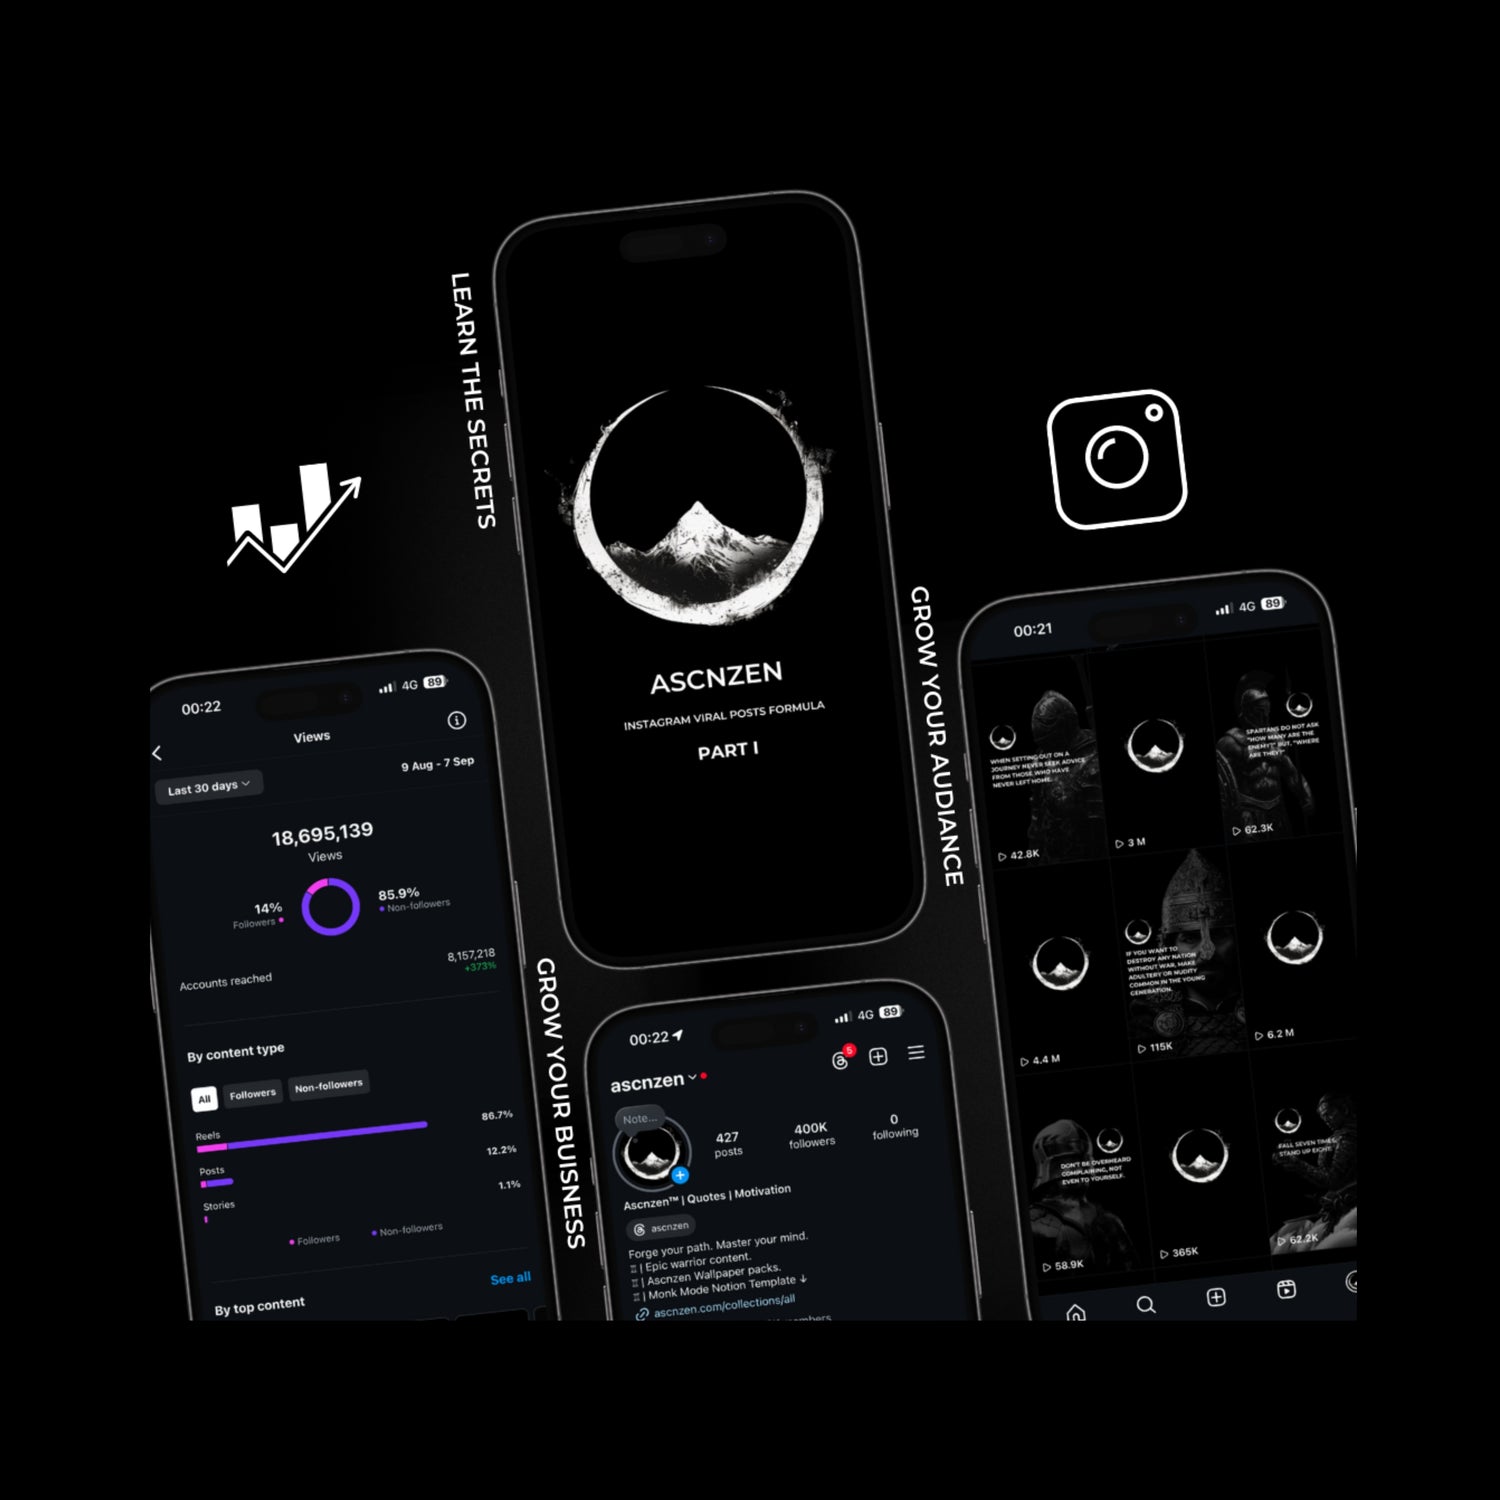 LEARN THE SECRETS
ASCNZEN
INSTAGRAM VIRAL POSTS FORMULA
PART I
GROW YOUR AUDIANCE
GROW YOUR BUISNESS
00:22
4G 89
Views
Last 30 days
9 Aug - 7 Sep
18,695,139
Views
14%
Followers
85.9%
Non-followers
Accounts reached
8,157,218
+373%
By content type
All
Followers
Non-followers
Reels
86.7%
Posts
12.2%
Stories
1.1%
Followers
Non-followers
See all
By top content
00:22
4G 89
ascnzen
5
Note...
427
posts
400K
followers
0
following
Ascnzen™ | Quotes | Motivation
ascnzen
Forge your path. Master your mind.
♖ | Epic warrior content.
♖ | Ascnzen Wallpaper packs.
♖ | Monk Mode Notion Template ↓
ascnzen.com/collections/all
members
00:21
4G 89
WHEN SETTING OUT ON A
JOURNEY NEVER SEEK ADVICE
FROM THOSE WHO HAVE
NEVER LEFT HOME.
42.8K
3 M
SPARTANS DO NOT ASK
"HOW MANY ARE THE
ENEMY?" BUT, "WHERE
ARE THEY?"
62.3K
4.4 M
IF YOU WANT TO
DESTROY ANY NATION
WITHOUT WAR, MAKE
ADULTERY OR NUDITY
COMMON IN THE YOUNG
GENERATION.
115K
6.2 M
DON'T BE OVERHEARD
COMPLAINING, NOT
EVEN TO YOURSELF.
58.9K
365K
FALL SEVEN TIMES,
STAND UP EIGHT.
62.2K